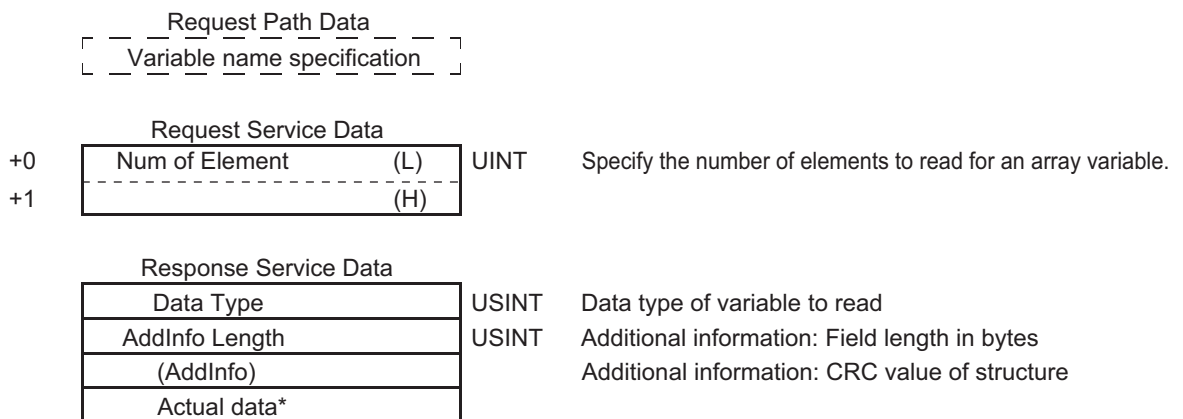 Request Path Data
Variable name specification
Request Service Data
+0 Num of Element (L) UINT Specify the number of elements to read for an array variable.
+1 (H)
Response Service Data
Data Type USINT Data type of variable to read
AddInfo Length USINT Additional information: Field length in bytes
(AddInfo) Additional information: CRC value of structure
Actual data*